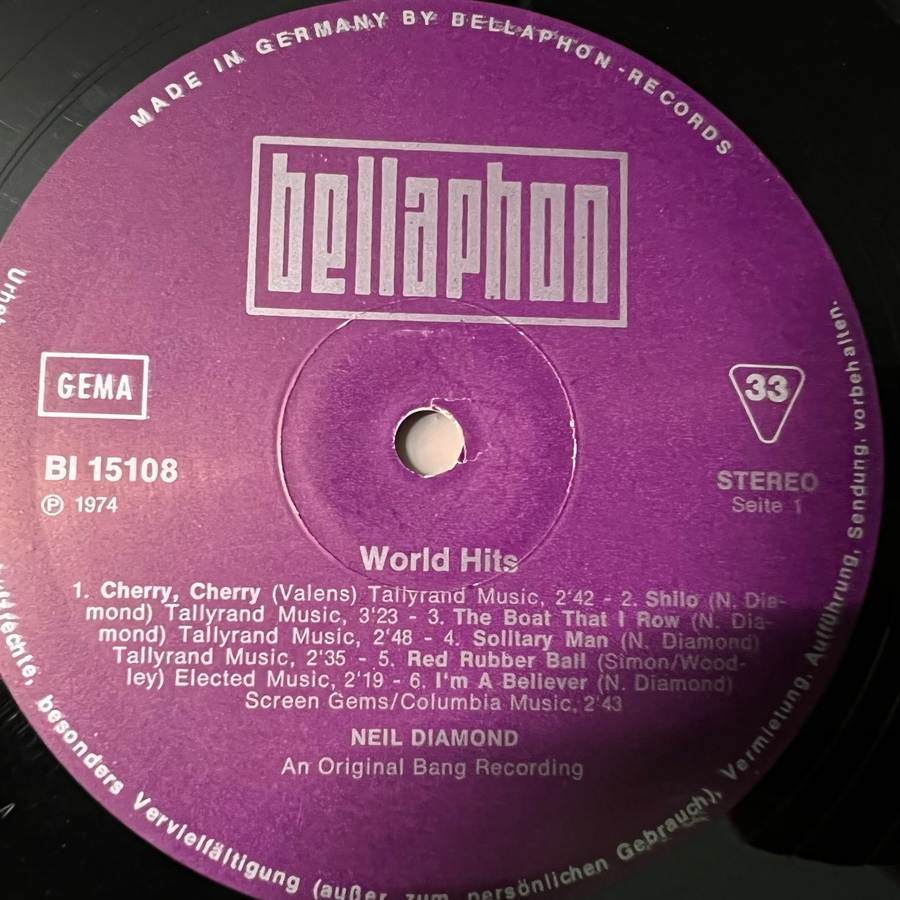 MADE IN GERMANY BY BELLAPHON-RECORDS
bellaphon
GEMA
33
BI 15108
STEREO
Ⓟ 1974
Seite 1
World Hits
1. Cherry, Cherry (Valens) Tallyrand Music, 2'42 - 2. Shilo (N. Dia-
mond) Tallyrand Music, 3'23 - 3. The Boat That I Row (N. Dia-
mond) Tallyrand Music, 2'48 - 4. Solitary Man (N. Diamond)
Tallyrand Music, 2'35 - 5. Red Rubber Ball (Simon/Wood-
ley) Elected Music, 2'19 - 6. I'm A Believer (N. Diamond)
Screen Gems/Columbia Music, 2'43
NEIL DIAMOND
An Original Bang Recording
besonders Vervielfältigung (außer zum persönlichen Gebrauch), Vermietung, Aufführung, Sendung, vorbehalten.